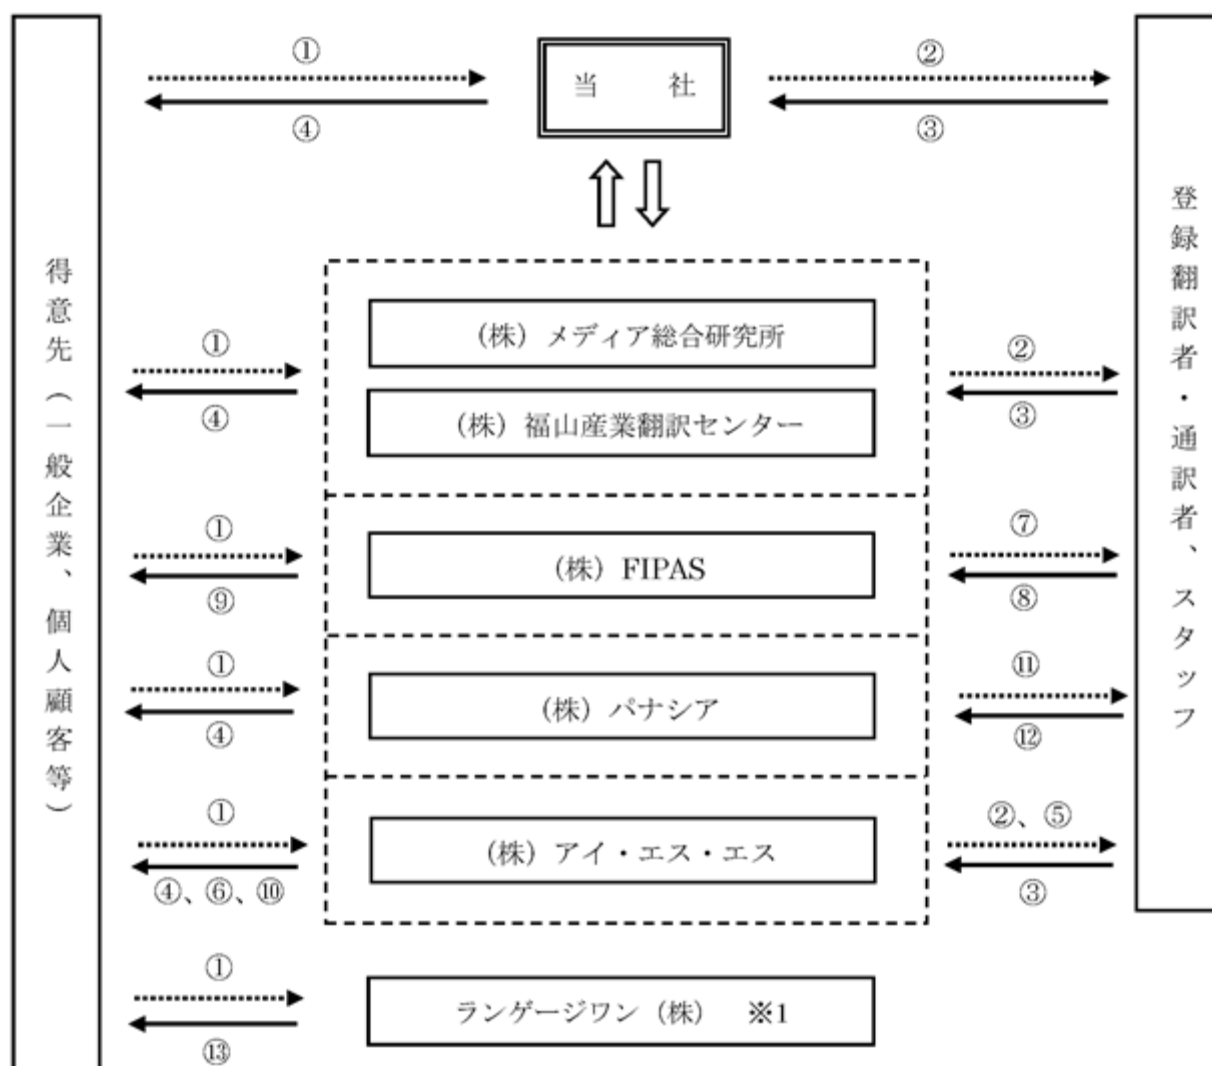 ① ②
当 社
④ ③
得意先（一般企業、個人顧客等）
登録翻訳者・通訳者、スタッフ
（株）メディア総合研究所
① ②
④ ③
（株）福山産業翻訳センター
① ⑦
（株）FIPAS
⑨ ⑧
① ⑪
（株）パナシア
④ ⑫
① ②、⑤
（株）アイ・エス・エス
④、⑥、⑩ ③
①
ランゲージワン（株） ※1
⑬